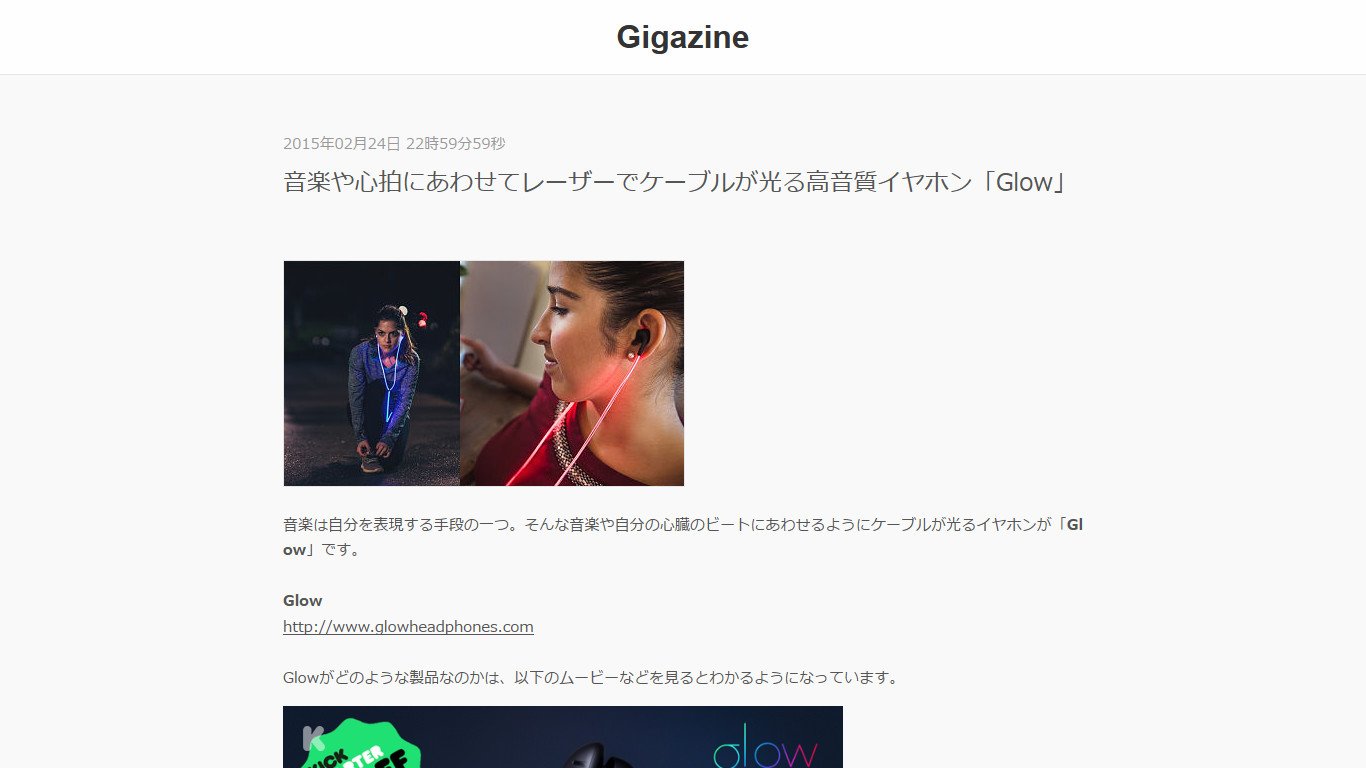 Gigazine
2015年02月24日 22時59分59秒
音楽や心拍にあわせてレーザーでケーブルが光る高音質イヤホン「Glow」
音楽は自分を表現する手段の一つ。そんな音楽や自分の心臓のビートにあわせるようにケーブルが光るイヤホンが「Gl
ow」です。
Glow
http://www.glowheadphones.com
Glowがどのような製品なのかは、以下のムービーなどを見るとわかるようになっています。
K
glow
KICK